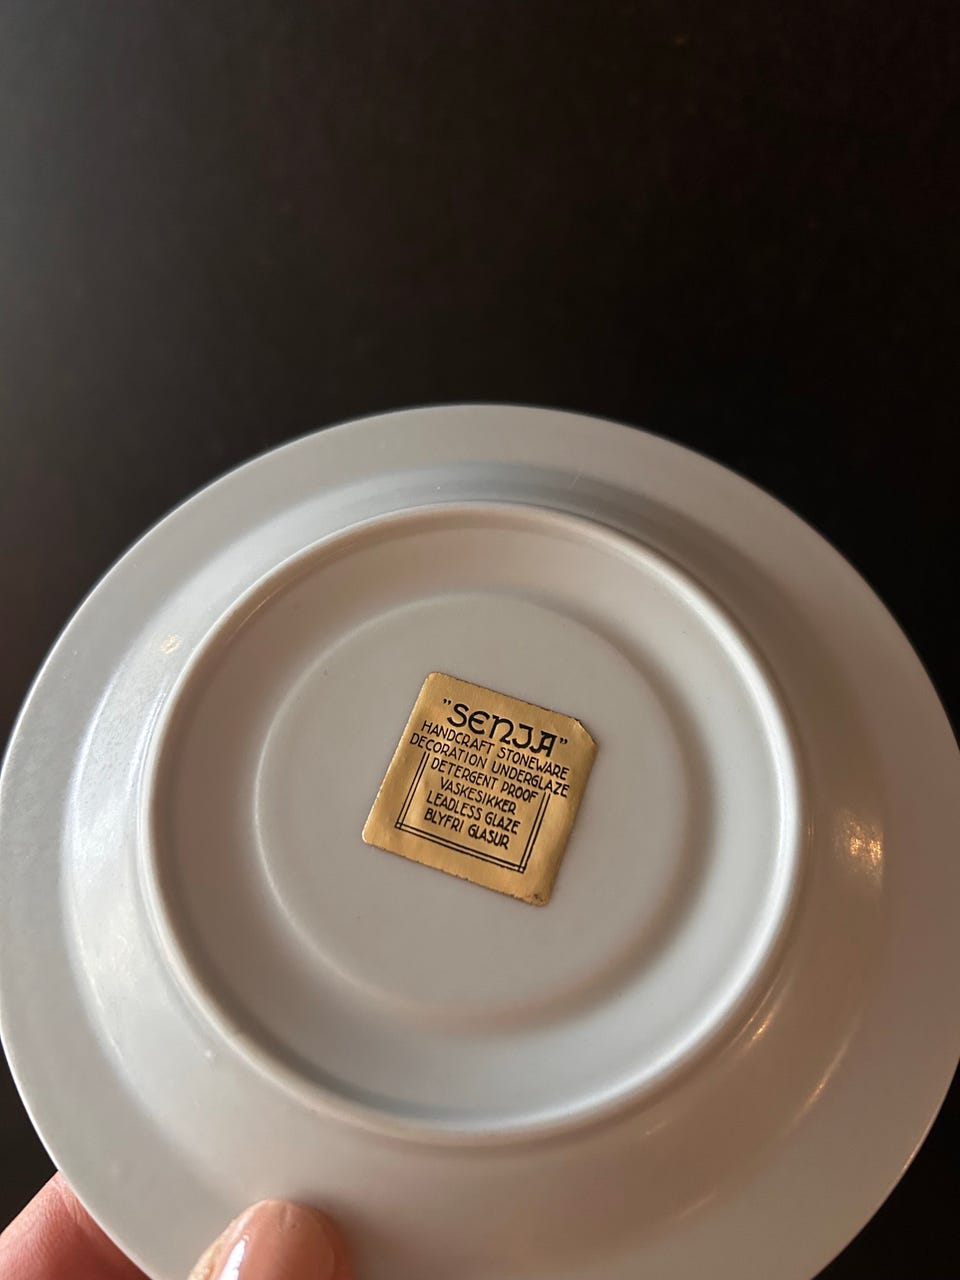 "SENJA"
HANDCRAFT STONEWARE
DECORATION UNDERGLAZE
DETERGENT PROOF
VASKESIKKER
LEADLESS GLAZE
BLYFRI GLASUR